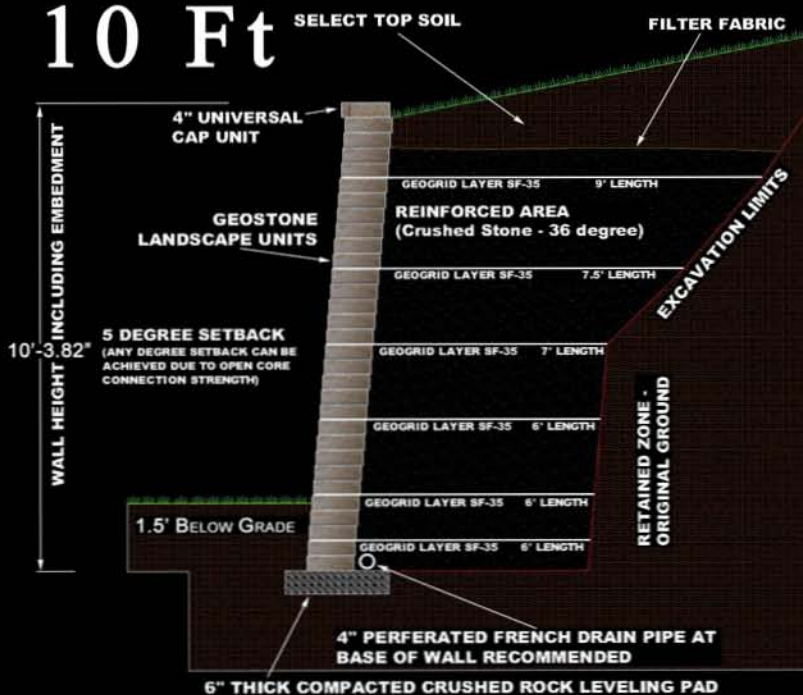 10 Ft
SELECT TOP SOIL
FILTER FABRIC
4" UNIVERSAL
CAP UNIT
GEOGRID LAYER SF-35 9' LENGTH
GEOSTONE
LANDSCAPE UNITS
REINFORCED AREA
(Crushed Stone - 36 degree)
EXCAVATION LIMITS
GEOGRID LAYER SF-35 7.5' LENGTH
WALL HEIGHT INCLUDING EMBEDMENT
10'-3.82"
5 DEGREE SETBACK
(ANY DEGREE SETBACK CAN BE
ACHIEVED DUE TO OPEN CORE
CONNECTION STRENGTH)
GEOGRID LAYER SF-35 7' LENGTH
GEOGRID LAYER SF-35 6' LENGTH
RETAINED ZONE -
ORIGINAL GROUND
GEOGRID LAYER SF-35 6' LENGTH
1.5' BELOW GRADE
GEOGRID LAYER SF-35 6' LENGTH
4" PERFERATED FRENCH DRAIN PIPE AT
BASE OF WALL RECOMMENDED
6" THICK COMPACTED CRUSHED ROCK LEVELING PAD